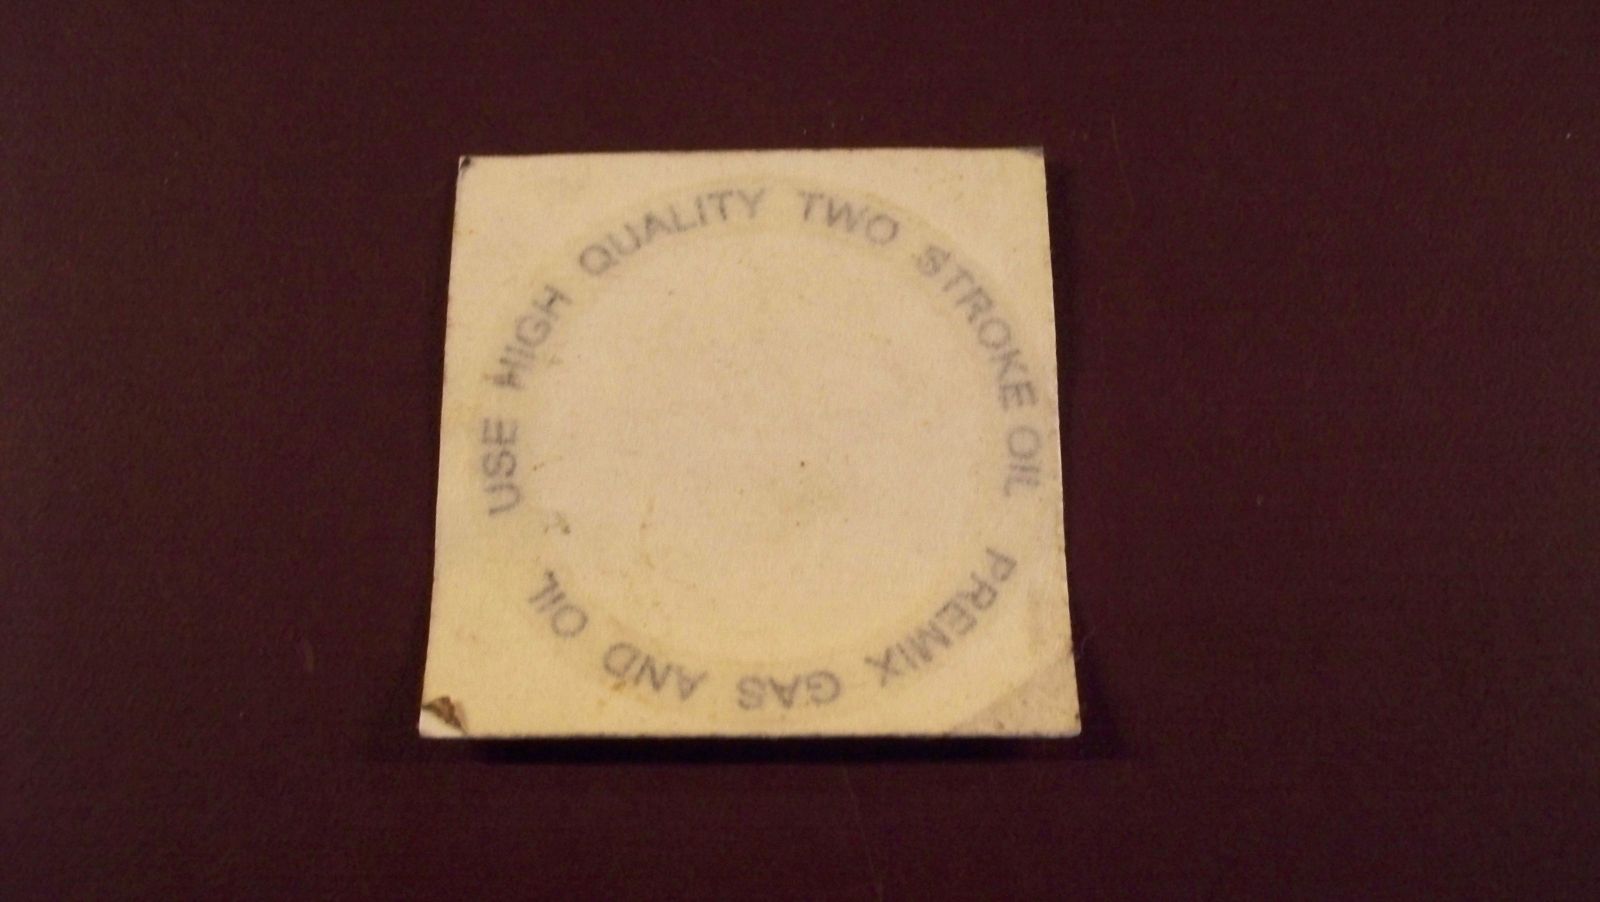 USE HIGH QUALITY TWO STROKE OIL
PREMIX GAS AND OIL